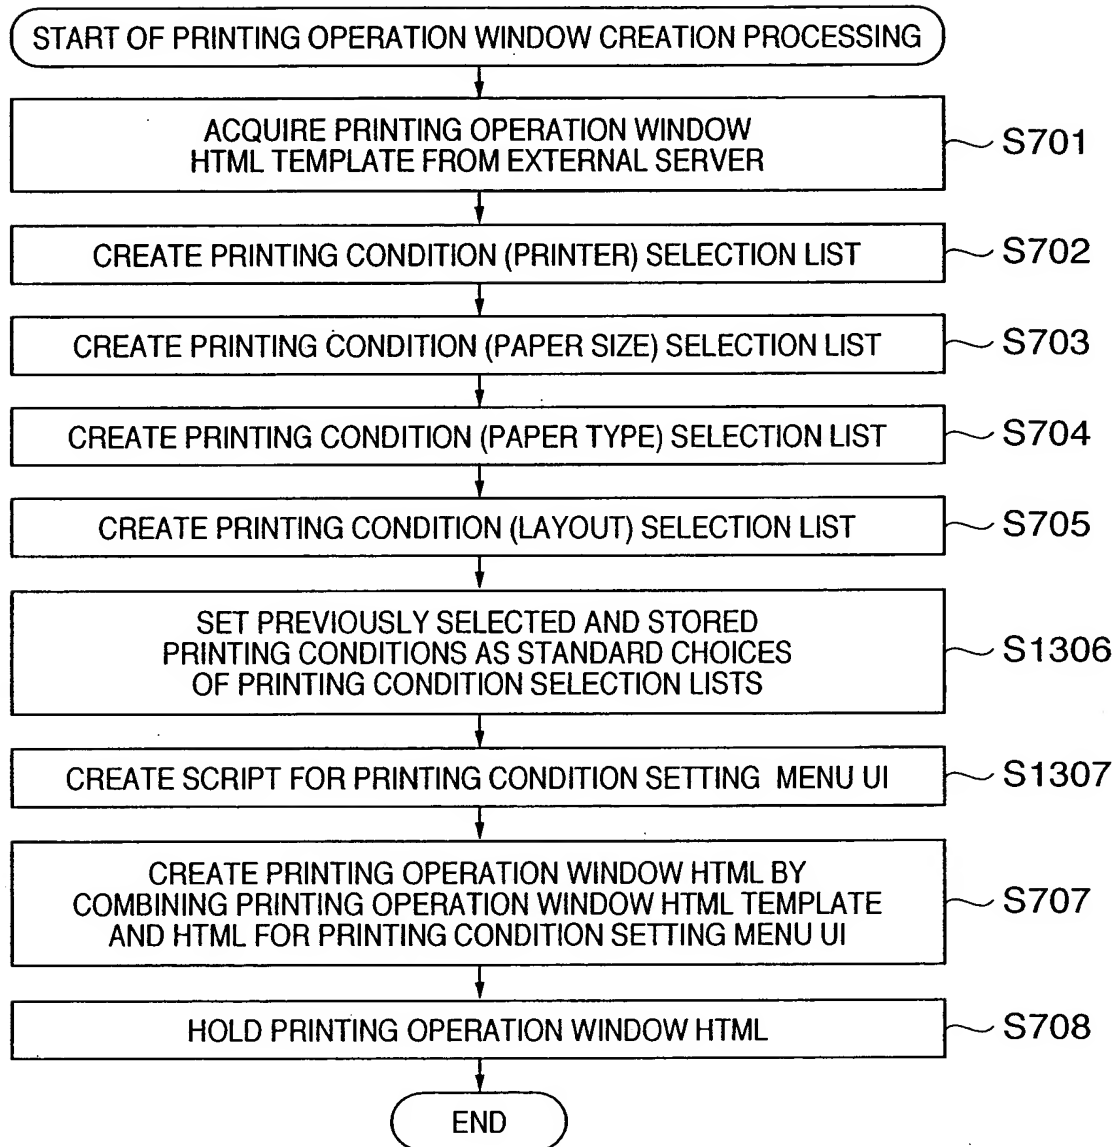 START OF PRINTING OPERATION WINDOW CREATION PROCESSING
ACQUIRE PRINTING OPERATION WINDOW
HTML TEMPLATE FROM EXTERNAL SERVER
S701
CREATE PRINTING CONDITION (PRINTER) SELECTION LIST
S702
CREATE PRINTING CONDITION (PAPER SIZE) SELECTION LIST
S703
CREATE PRINTING CONDITION (PAPER TYPE) SELECTION LIST
S704
CREATE PRINTING CONDITION (LAYOUT) SELECTION LIST
S705
SET PREVIOUSLY SELECTED AND STORED
PRINTING CONDITIONS AS STANDARD CHOICES
OF PRINTING CONDITION SELECTION LISTS
S1306
CREATE SCRIPT FOR PRINTING CONDITION SETTING MENU UI
S1307
CREATE PRINTING OPERATION WINDOW HTML BY
COMBINING PRINTING OPERATION WINDOW HTML TEMPLATE
AND HTML FOR PRINTING CONDITION SETTING MENU UI
S707
HOLD PRINTING OPERATION WINDOW HTML
S708
END